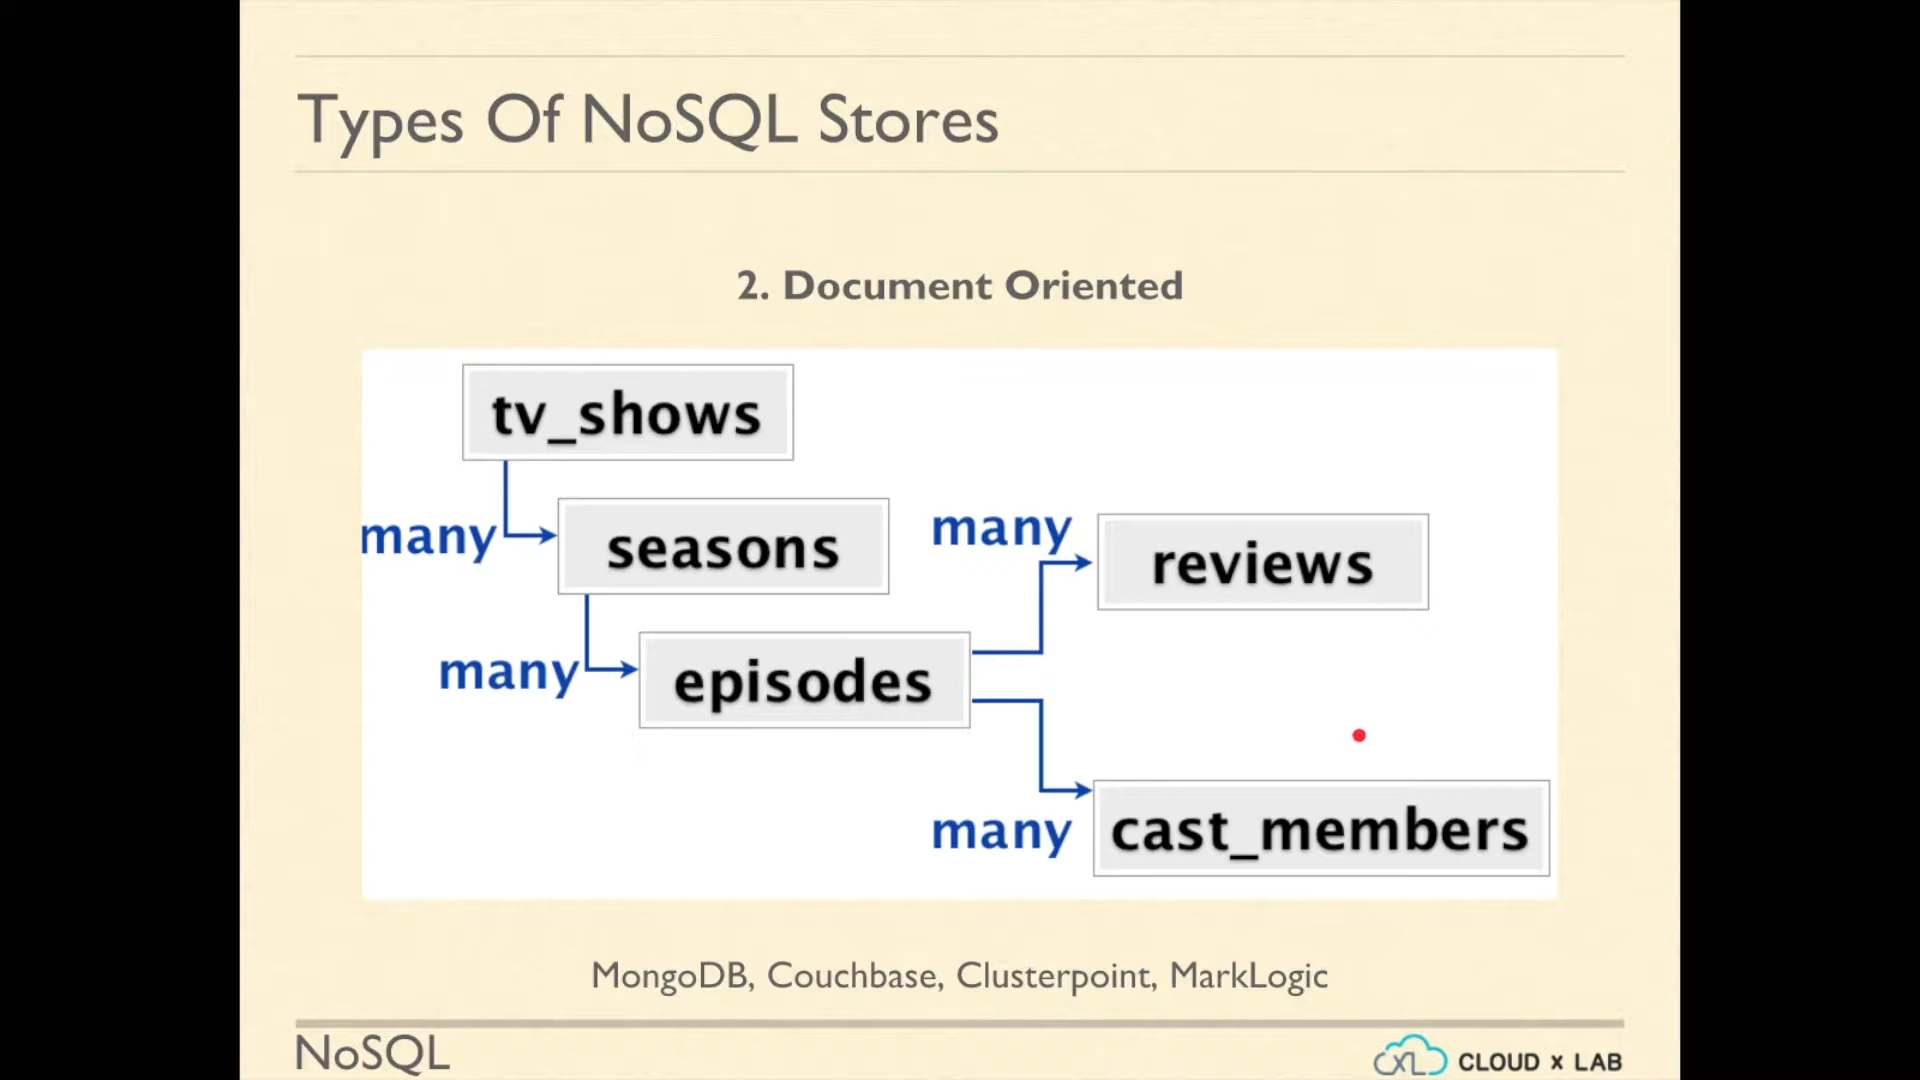 Types Of NoSQL Stores
2. Document Oriented
tv_shows
many
seasons
many
episodes
many
reviews
many
cast_members
MongoDB, Couchbase, Clusterpoint, MarkLogic
NoSQL
CXL CLOUD x LAB